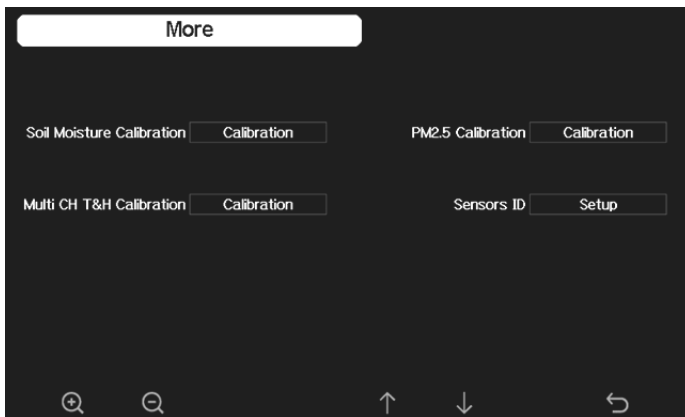 More
Soil Moisture Calibration Calibration PM2.5 Calibration Calibration
Multi CH T&H Calibration Calibration Sensors ID Setup